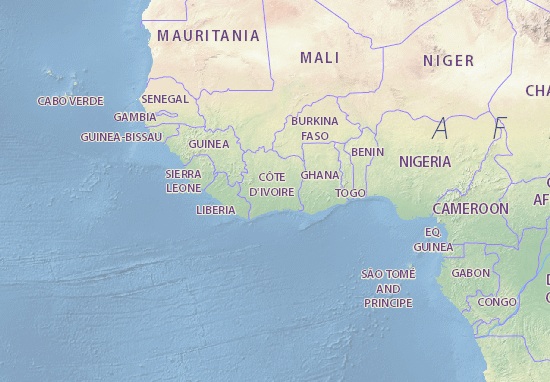 MAURITANIA
MALI
NIGER
CHA
CABO VERDE
SENEGAL
GAMBIA
GUINEA-BISSAU
GUINEA
BURKINA
FASO
BENIN
A F
NIGERIA
SIERRA
LEONE
CÔTE
D'IVOIRE
GHANA
TOGO
LIBERIA
CAMEROON
C
AF
EQ.
GUINEA
SÃO TOMÉ
AND
PRINCIPE
GABON
CONGO
D
C